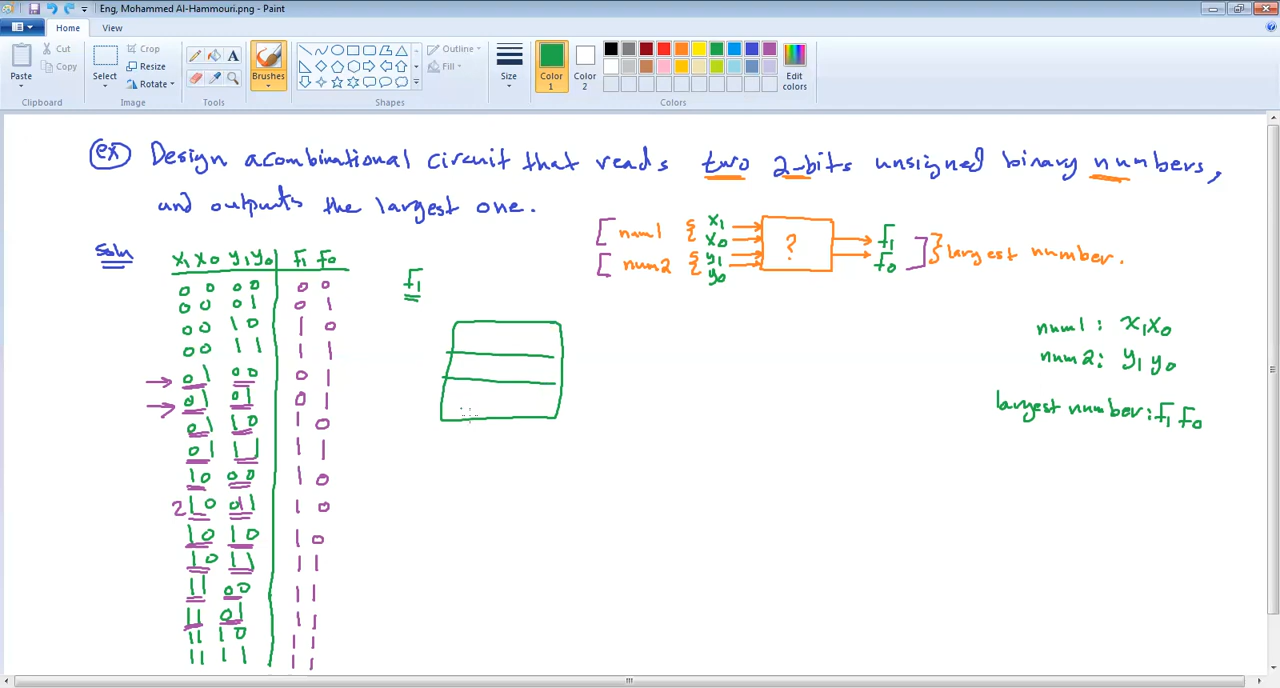 Eng, Mohammed Al-Hammouri.png - Paint
Home View
Paste Cut Copy Clipboard
Select Crop Resize Rotate Image
Tools
Brushes
Shapes Outline Fill
Size
Color 1 Color 2 Edit colors Colors
ex Design a combinational circuit that reads two 2-bits unsigned binary numbers,
and outputs the largest one.
Soln
num1 { x1 x0
num2 { y1 y0
?
f1 f0 } largest number.
x1 x0 y1 y0 f1 f0
0 0 0 0 0 0
0 0 0 1 0 1
0 0 1 0 1 0
0 0 1 1 1 1
→ 0 1 0 0 0 1
→ 0 1 0 1 0 1
0 1 1 0 1 0
0 1 1 1 1 1
1 0 0 0 1 0
2 1 0 0 1 1 0
1 0 1 0 1 0
1 0 1 1 1 1
1 1 0 0 1 1
1 1 0 1 1 1
1 1 1 0 1 1
1 1 1 1 1 1
f1
num1: x1x0
num2: y1y0
largest number: f1 f0